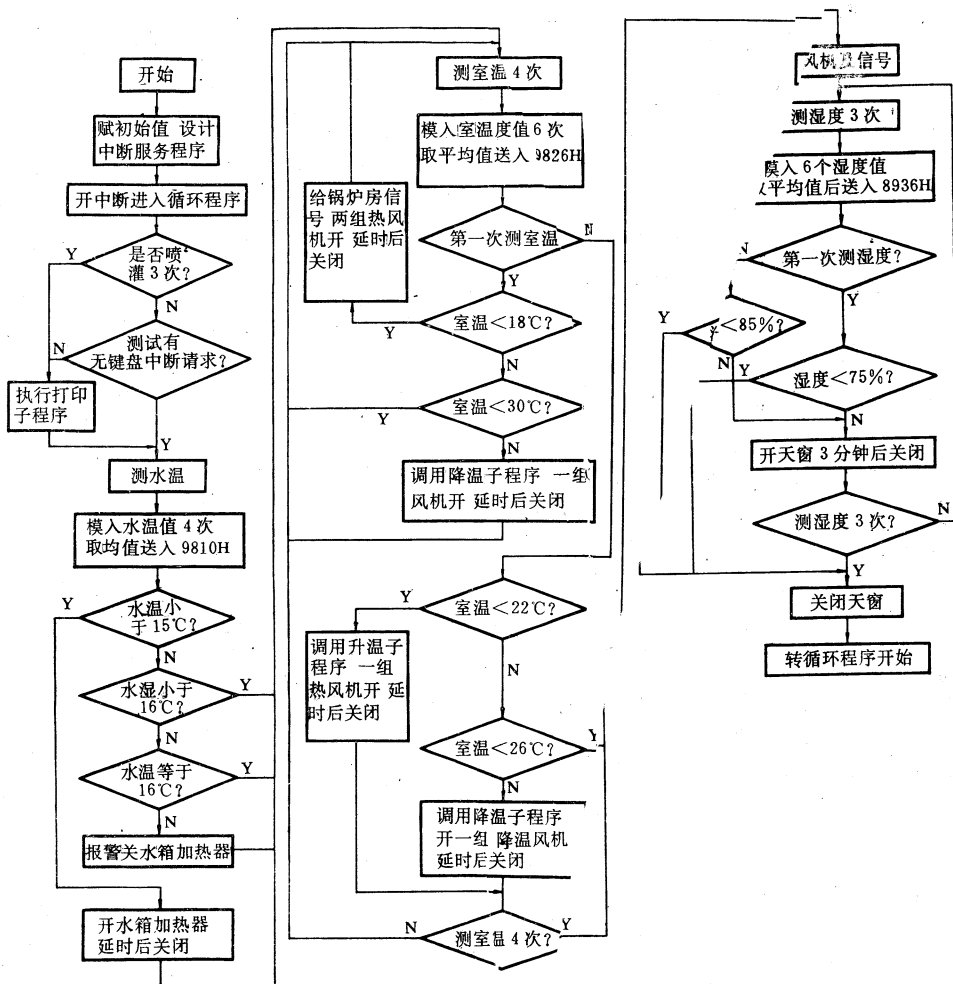 开始
赋初始值 设计
中断服务程序
开中断进入循环程序
Y
是否喷
灌3次?
N
测试有
无键盘中断请求?
N
执行打印
子程序
Y
测水温
模入水温值4次
取均值送入9810H
Y
水温小
于15℃?
N
水湿小于
16℃?
Y
N
水温等于
16℃?
Y
N
报警关水箱加热器
开水箱加热器
延时后关闭
测室温4次
模入室温度值6次
取平均值送入9826H
给锅炉房信
号 两组热风
机开 延时后
关闭
第一次测室温
N
Y
室温<18℃?
Y
N
室温<30℃?
Y
N
调用降温子程序 一组
风机开 延时后关闭
室温<22℃?
Y
调用升温子
程序 一组
热风机开 延
时后关闭
N
室温<26℃?
Y
N
调用降温子程序
开一组 降温风机
延时后关闭
N
测室温4次?
Y
风机 信号
测湿度3次
模入6个湿度值
平均值后送入8936H
N
第一次测湿度?
Y
Y
<85%?
N
Y
湿度<75%?
N
开天窗3分钟后关闭
测湿度3次?
N
Y
Y
关闭天窗
转循环程序开始